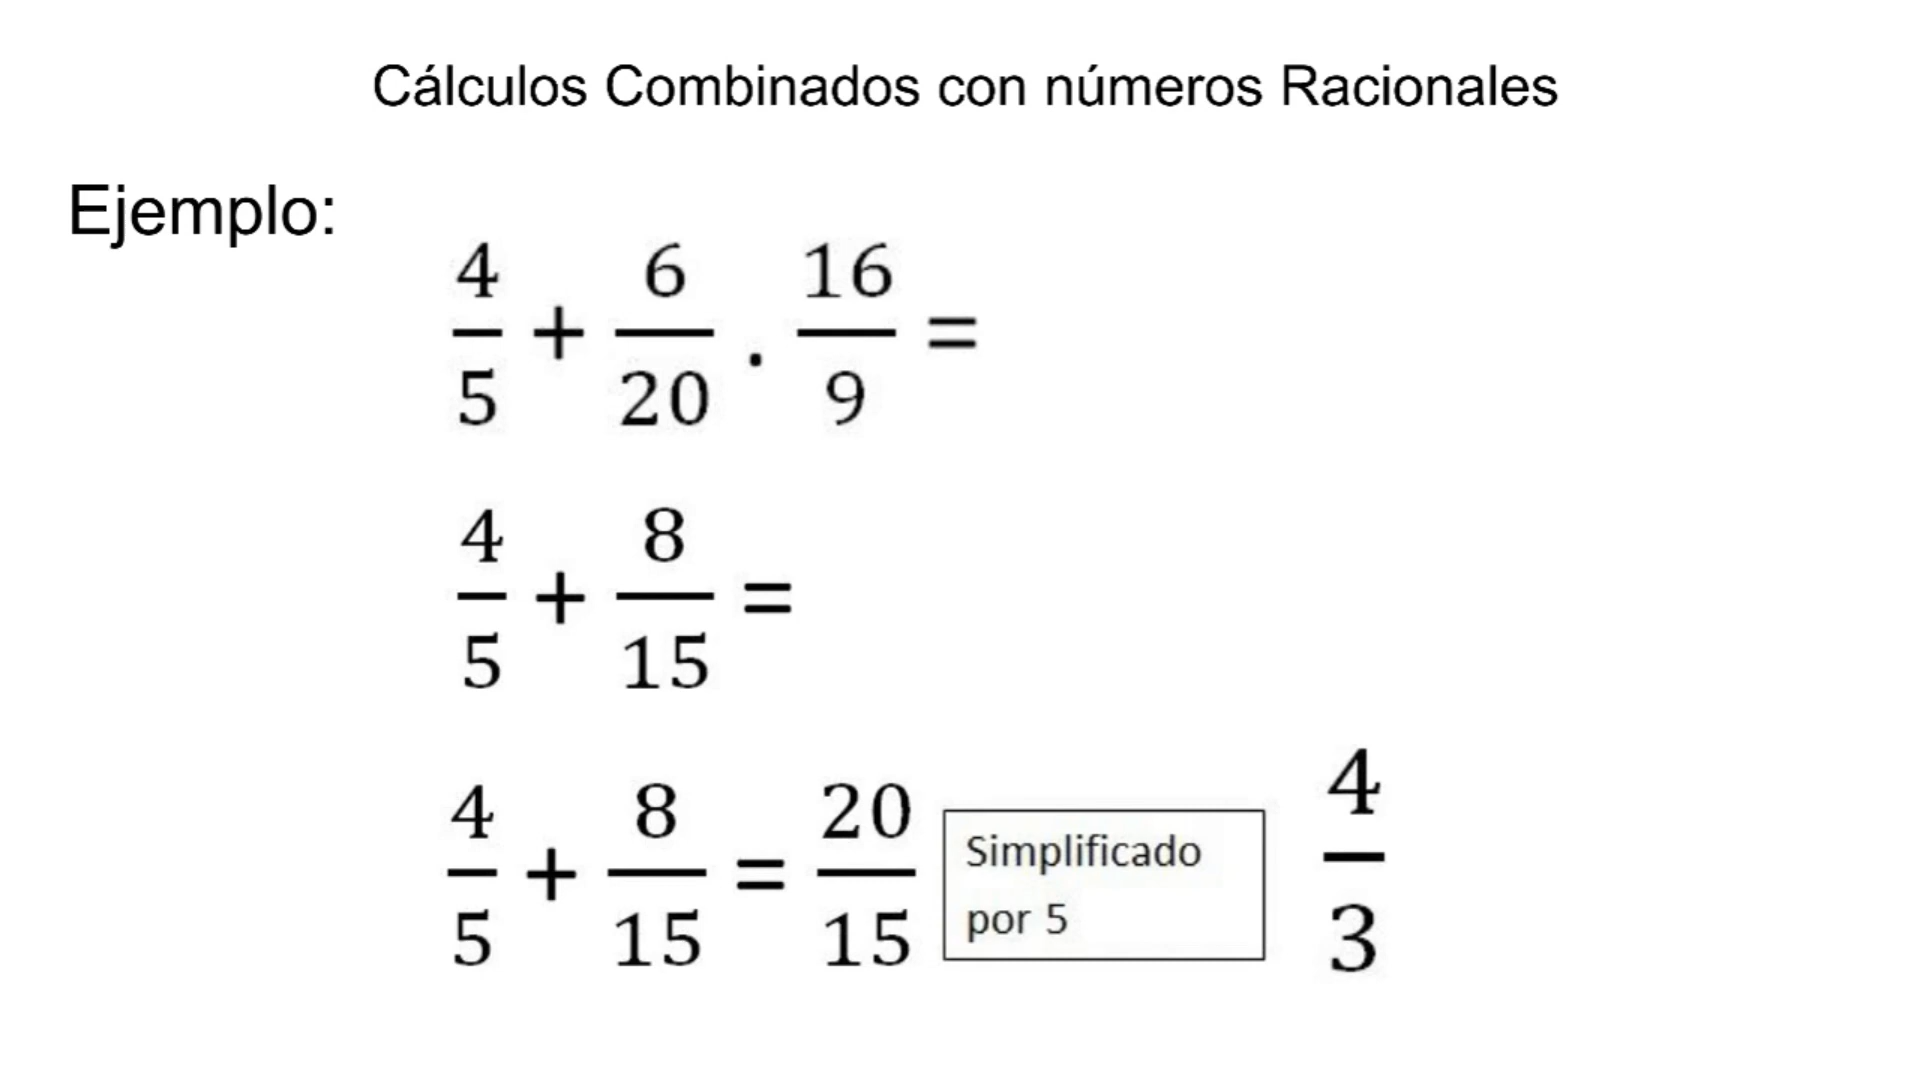 Cálculos Combinados con números Racionales
Ejemplo:
4/5 + 6/20 . 16/9 =
4/5 + 8/15 =
4/5 + 8/15 = 20/15 Simplificado por 5 4/3